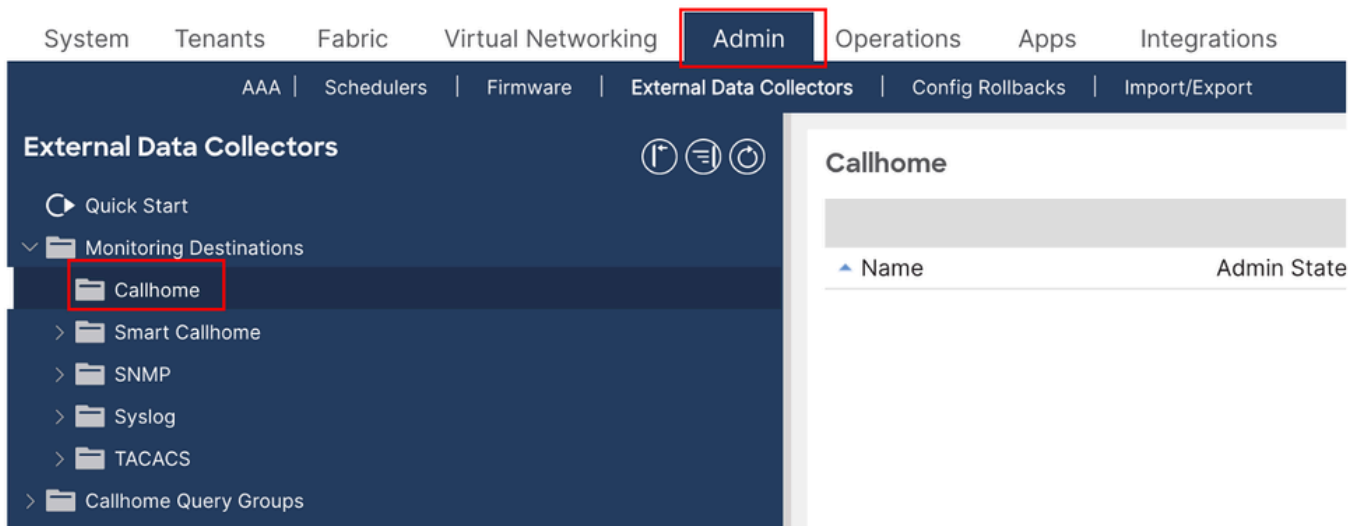 System Tenants Fabric Virtual Networking Admin Operations Apps Integrations
AAA | Schedulers | Firmware | External Data Collectors | Config Rollbacks | Import/Export
External Data Collectors
Quick Start
Monitoring Destinations
Callhome
Smart Callhome
SNMP
Syslog
TACACS
Callhome Query Groups
Callhome
Name Admin State